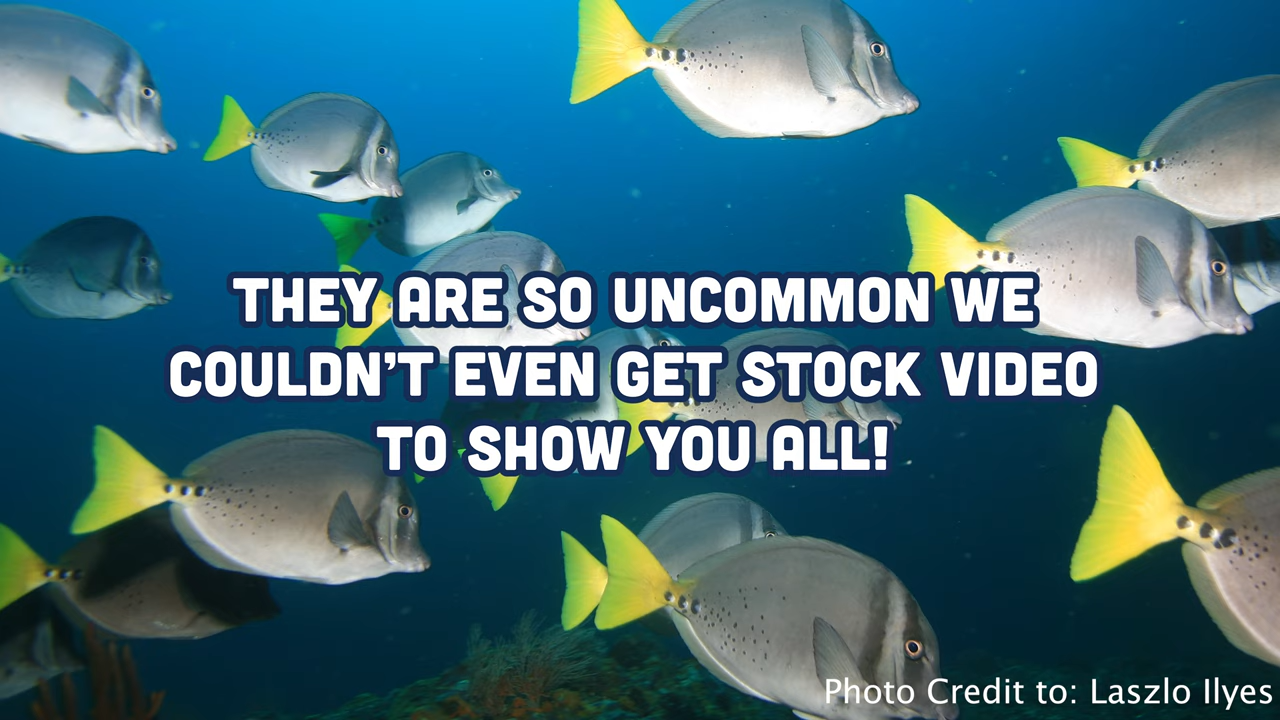 THEY ARE SO UNCOMMON WE
COULDN'T EVEN GET STOCK VIDEO
TO SHOW YOU ALL!
Photo Credit to: Laszlo Ilyes